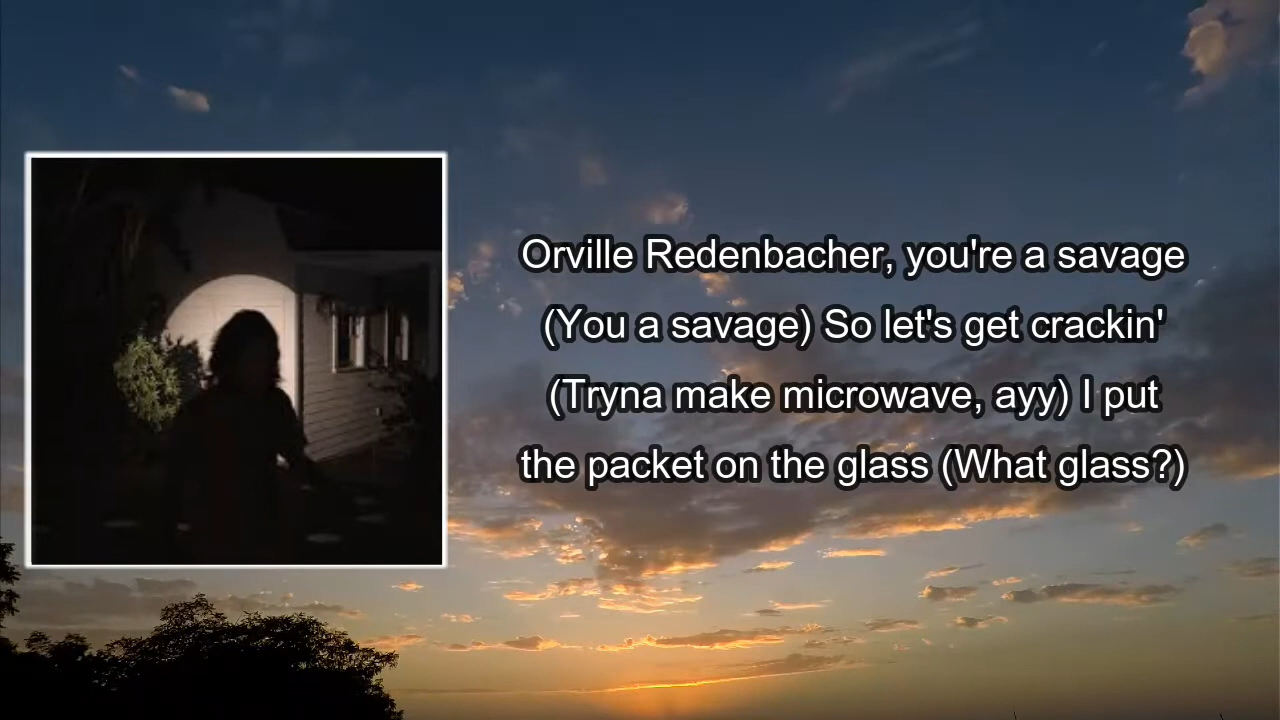 Orville Redenbacher, you're a savage
(You a savage) So let's get crackin'
(Tryna make microwave, ayy) I put
the packet on the glass (What glass?)